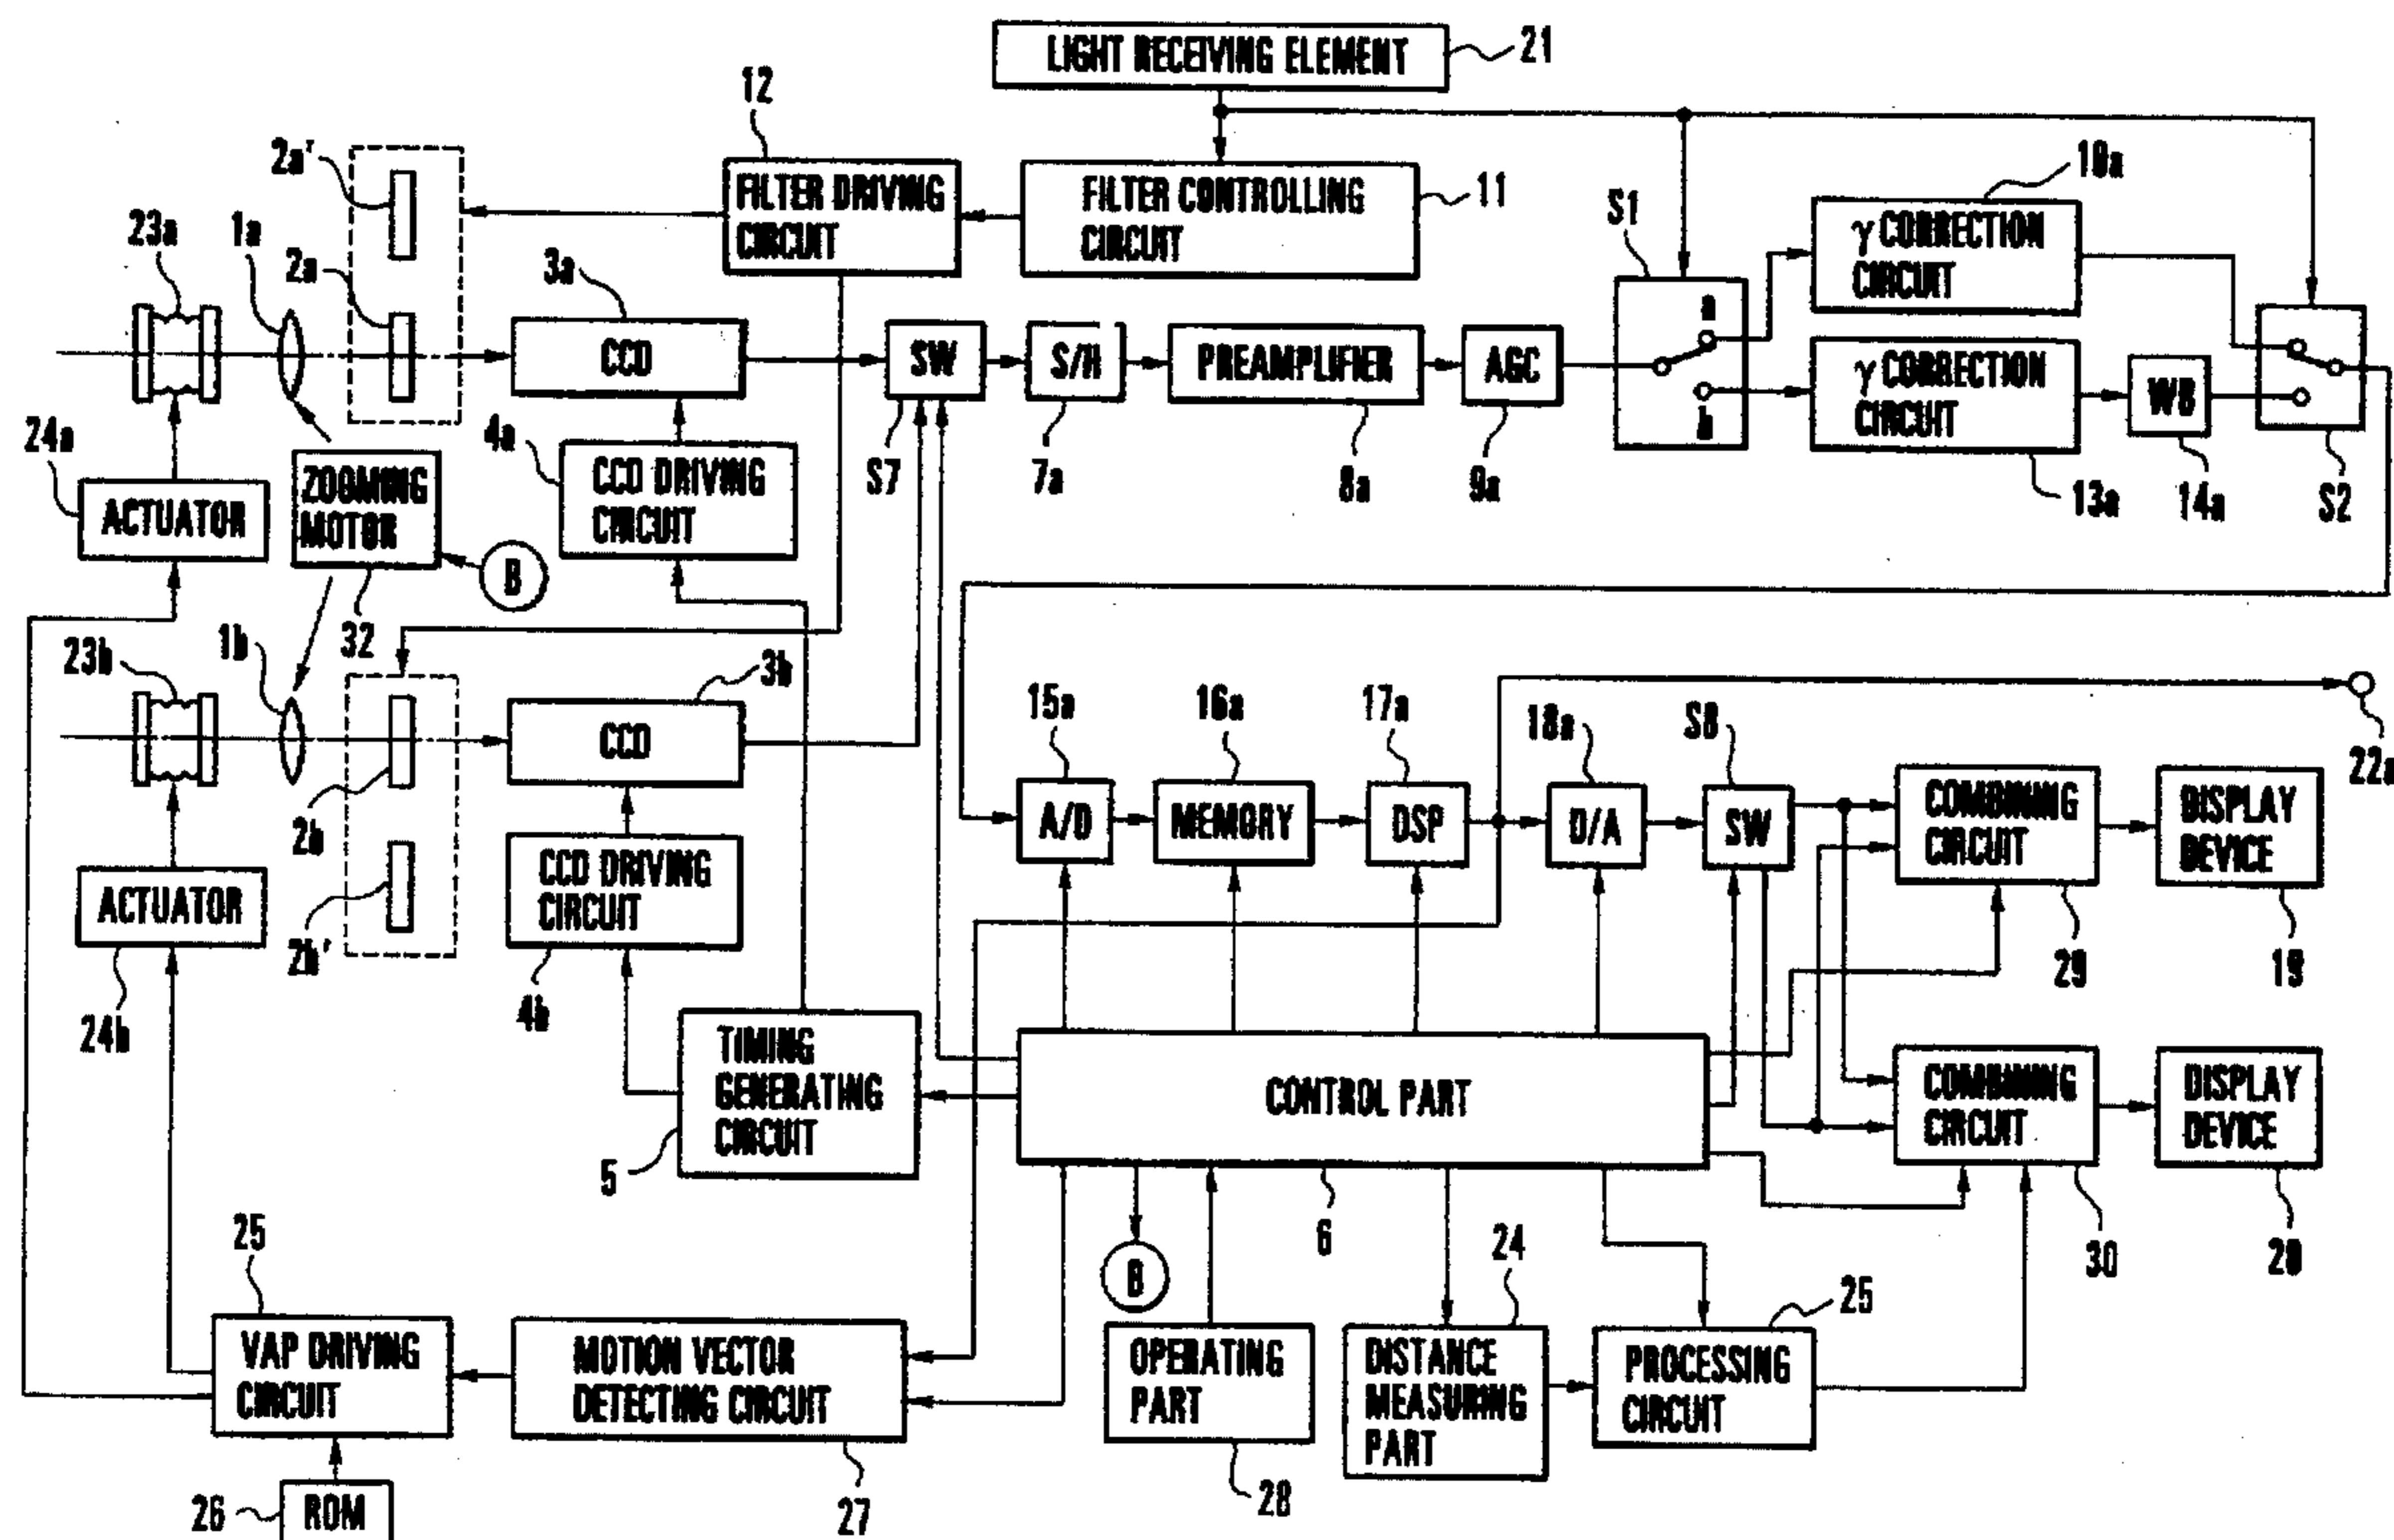 LIGHT RECEIVING ELEMENT
21
12
2a'
FILTER DRIVING
CIRCUIT
FILTER CONTROLLING
CIRCUIT
11
10a
S1
γ CORRECTION
CIRCUIT
23a
1a
2a
3a
a
CCD
SW
S/H
PREAMPLIFIER
AGC
b
γ CORRECTION
CIRCUIT
WB
24a
4a
S7
7a
8a
9a
13a
14a
S2
ACTUATOR
ZOOMING
MOTOR
B
CCD DRIVING
CIRCUIT
32
23b
1b
3b
CCD
15a
16a
17a
18a
S8
22a
2b
A/D
MEMORY
DSP
D/A
SW
COMBINING
CIRCUIT
DISPLAY
DEVICE
ACTUATOR
CCD DRIVING
CIRCUIT
2b'
24b
4b
29
19
TIMING
GENERATING
CIRCUIT
5
CONTROL PART
6
COMBINING
CIRCUIT
DISPLAY
DEVICE
30
20
25
B
24
25
VAP DRIVING
CIRCUIT
MOTION VECTOR
DETECTING CIRCUIT
OPERATING
PART
DISTANCE
MEASURING
PART
PROCESSING
CIRCUIT
26
ROM
27
28